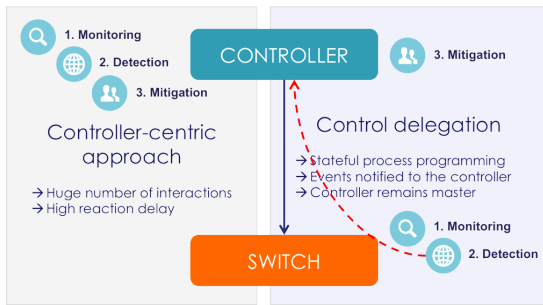 1. Monitoring
2. Detection
3. Mitigation
Controller-centric
approach
→ Huge number of interactions
→ High reaction delay
CONTROLLER
SWITCH
3. Mitigation
Control delegation
→ Stateful process programming
→ Events notified to the controller
→ Controller remains master
1. Monitoring
2. Detection